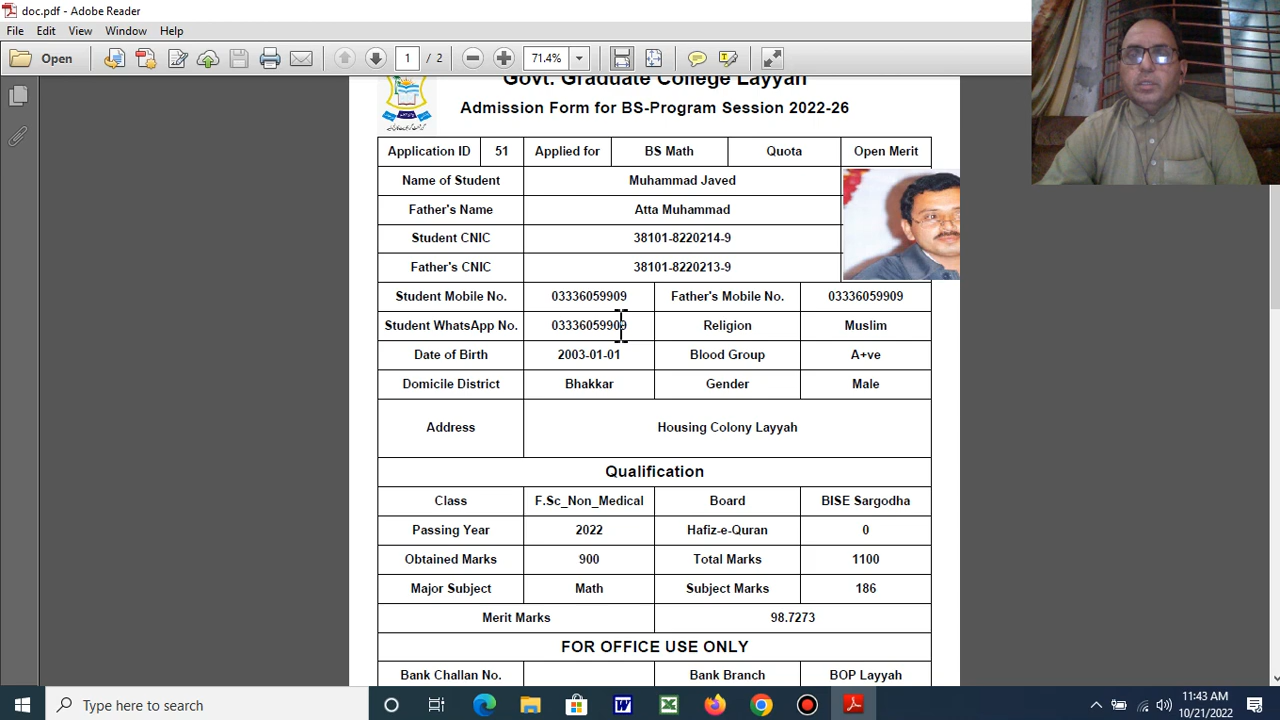 doc.pdf - Adobe Reader
File Edit View Window Help
Open 1 / 2 71.4%
Govt. Graduate College Layyah
Admission Form for BS-Program Session 2022-26
Application ID 51 Applied for BS Math Quota Open Merit
Name of Student Muhammad Javed
Father's Name Atta Muhammad
Student CNIC 38101-8220214-9
Father's CNIC 38101-8220213-9
Student Mobile No. 03336059909 Father's Mobile No. 03336059909
Student WhatsApp No. 03336059909 Religion Muslim
Date of Birth 2003-01-01 Blood Group A+ve
Domicile District Bhakkar Gender Male
Address Housing Colony Layyah
Qualification
Class F.Sc_Non_Medical Board BISE Sargodha
Passing Year 2022 Hafiz-e-Quran 0
Obtained Marks 900 Total Marks 1100
Major Subject Math Subject Marks 186
Merit Marks 98.7273
FOR OFFICE USE ONLY
Bank Challan No. Bank Branch BOP Layyah
Type here to search
11:43 AM
10/21/2022